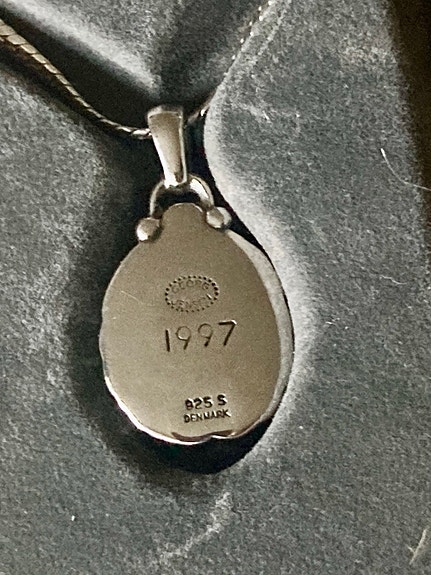 GEORG
JENSEN
1997
925 S
DENMARK